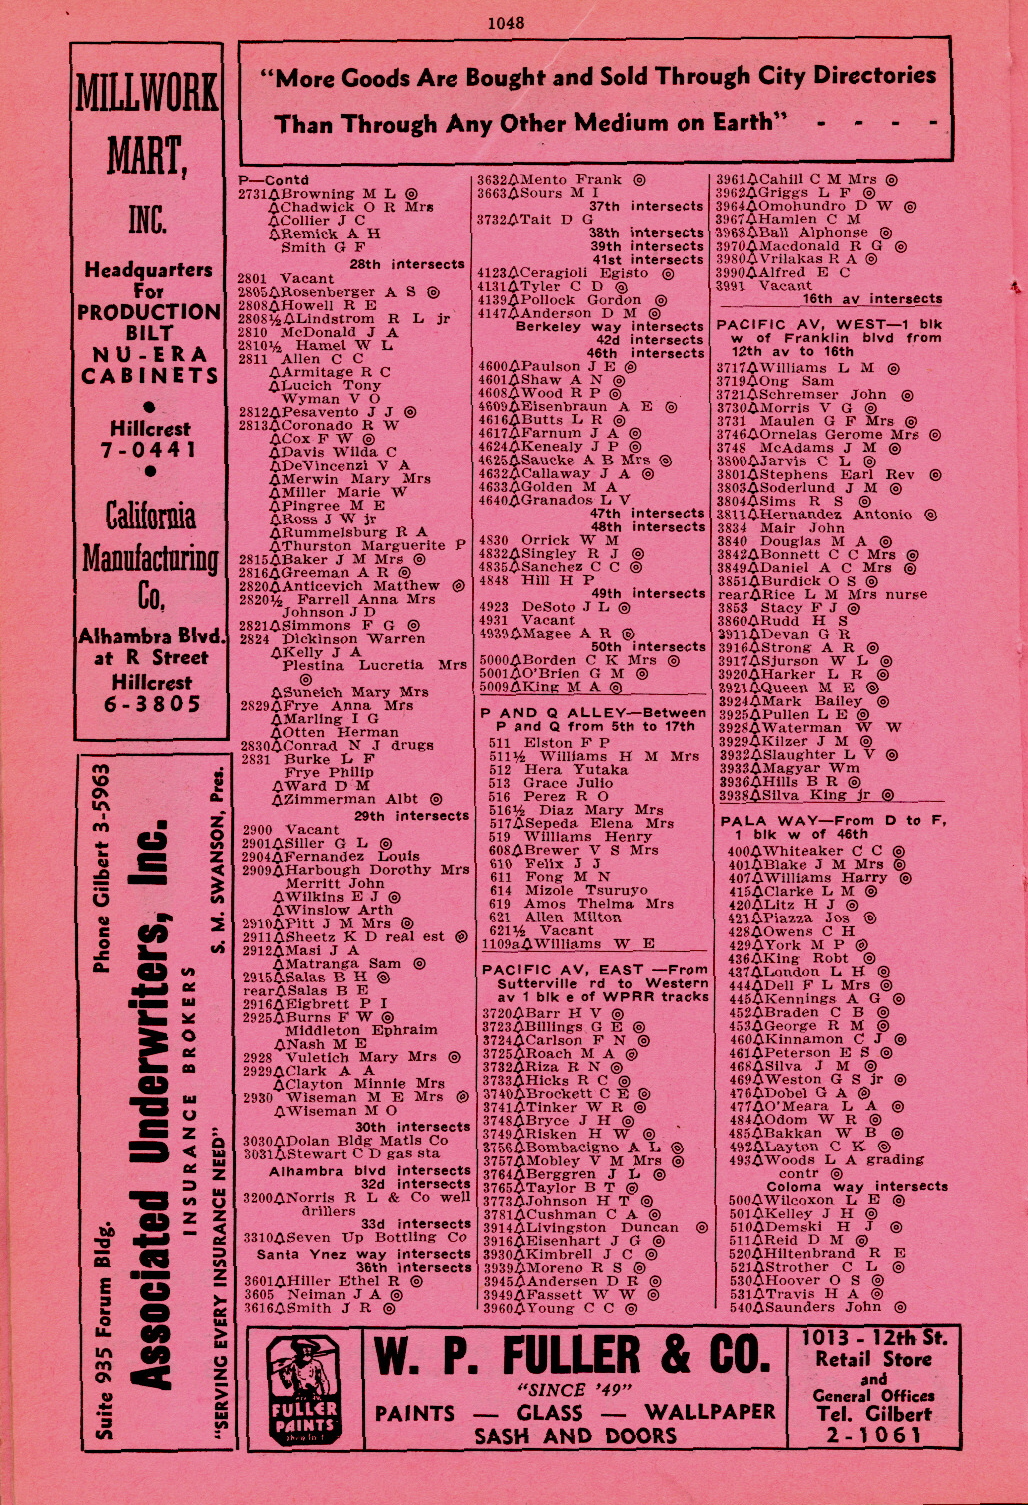 1048
MILLWORK
MART,
INC.
Headquarters
For
PRODUCTION
BILT
NU-ERA
CABINETS
●
Hillcrest
7-0441
●
California
Manufacturing
Co,
Alhambra Blvd.
at R Street
Hillcrest
6-3805
Suite 935 Forum Bldg. Phone Gilbert 3-5963
Associated Underwriters, Inc.
INSURANCE BROKERS
"SERVING EVERY INSURANCE NEED" S. M. SWANSON, Pres.
"More Goods Are Bought and Sold Through City Directories
Than Through Any Other Medium on Earth" - - - -
P—Contd
2731△Browning M L ◎
△Chadwick O R Mrs
△Collier J C
△Remick A H
Smith G F
28th intersects
2801 Vacant
2805△Rosenberger A S ◎
2808△Howell R E
2808½△Lindstrom R L jr
2810 McDonald J A
2810½ Hamel W L
2811 Allen C C
△Armitage R C
△Lucich Tony
Wyman V O
2812△Pesavento J J ◎
2813△Coronado R W
△Cox F W ◎
△Davis Wilda C
△DeVincenzi V A
△Merwin Mary Mrs
△Miller Marie W
△Pingree M E
△Ross J W jr
△Rummelsburg R A
△Thurston Marguerite P
2815△Baker J M Mrs ◎
2816△Greeman A R ◎
2820△Anticevich Matthew ◎
2820½ Farrell Anna Mrs
Johnson J D
2821△Simmons F G ◎
2824 Dickinson Warren
△Kelly J A
Plestina Lucretia Mrs
◎
△Suneich Mary Mrs
2829△Frye Anna Mrs
△Marling I G
△Otten Herman
2830△Conrad N J drugs
2831 Burke L F
Frye Philip
△Ward D M
△Zimmerman Albt ◎
29th intersects
2900 Vacant
2901△Siller G L ◎
2904△Fernandez Louis
2909△Harbough Dorothy Mrs
Merritt John
△Wilkins E J ◎
△Winslow Arth
2910△Pitt J M Mrs ◎
2911△Sheetz K D real est ◎
2912△Masi J A
△Matranga Sam ◎
2915△Salas B H ◎
rear△Salas B E
2916△Eigbrett P I
2925△Burns F W ◎
Middleton Ephraim
△Nash M E
2928 Vuletich Mary Mrs ◎
2929△Clark A A
△Clayton Minnie Mrs
2930 Wiseman M E Mrs ◎
△Wiseman M O
30th intersects
3030△Dolan Bldg Matls Co
3031△Stewart C D gas sta
Alhambra blvd intersects
32d intersects
3200△Norris R L & Co well
drillers
33d intersects
3310△Seven Up Bottling Co
Santa Ynez way intersects
36th intersects
3601△Hiller Ethel R ◎
3605 Neiman J A ◎
3616△Smith J R ◎
3632△Mento Frank ◎
3663△Sours M I
37th intersects
3732△Tait D G
38th intersects
39th intersects
41st intersects
4123△Ceragioli Egisto ◎
4131△Tyler C D ◎
4139△Pollock Gordon ◎
4147△Anderson D M ◎
Berkeley way intersects
42d intersects
46th intersects
4600△Paulson J E ◎
4601△Shaw A N ◎
4608△Wood R P ◎
4609△Eisenbraun A E ◎
4616△Butts L R ◎
4617△Farnum J A ◎
4624△Kenealy J P ◎
4625△Saucke A B Mrs ◎
4632△Callaway J A ◎
4633△Golden M A
4640△Granados L V
47th intersects
48th intersects
4830 Orrick W M
4832△Singley R J ◎
4835△Sanchez C C ◎
4848 Hill H P
49th intersects
4923 DeSoto J L ◎
4931 Vacant
4939△Magee A R ◎
50th intersects
5000△Borden C K Mrs ◎
5001△O'Brien G M ◎
5009△King M A ◎
P AND Q ALLEY—Between
P and Q from 5th to 17th
511 Elston F P
511½ Williams H M Mrs
512 Hera Yutaka
513 Grace Julio
516 Perez R O
516½ Diaz Mary Mrs
517△Sepeda Elena Mrs
519 Williams Henry
608△Brewer V S Mrs
610 Felix J J
611 Fong M N
614 Mizole Tsuruyo
619 Amos Thelma Mrs
621 Allen Milton
621½ Vacant
1109a△Williams W E
PACIFIC AV, EAST —From
Sutterville rd to Western
av 1 blk e of WPRR tracks
3720△Barr H V ◎
3723△Billings G E ◎
3724△Carlson F N ◎
3725△Roach M A ◎
3732△Riza R N ◎
3733△Hicks R C ◎
3740△Brockett C E ◎
3741△Tinker W R ◎
3748△Bryce J H ◎
3749△Risken H W ◎
3756△Bombacigno A L ◎
3757△Mobley V M Mrs ◎
3764△Berggren J L ◎
3765△Taylor B T ◎
3773△Johnson H T ◎
3781△Cushman C A ◎
3914△Livingston Duncan ◎
3916△Eisenhart J G ◎
3930△Kimbrell J C ◎
3939△Moreno R S ◎
3945△Andersen D R ◎
3949△Fassett W W ◎
3960△Young C C ◎
3961△Cahill C M Mrs ◎
3962△Griggs L F ◎
3964△Omohundro D W ◎
3967△Hamlen C M
3968△Ball Alphonse ◎
3970△Macdonald R G ◎
3980△Vrilakas R A ◎
3990△Alfred E C
3991 Vacant
16th av intersects
PACIFIC AV, WEST—1 blk
w of Franklin blvd from
12th av to 16th
3717△Williams L M ◎
3719△Ong Sam
3721△Schremser John ◎
3730△Morris V G ◎
3731 Maulen G F Mrs ◎
3746△Ornelas Gerome Mrs ◎
3748 McAdams J M ◎
3800△Jarvis C L ◎
3801△Stephens Earl Rev ◎
3803△Soderlund J M ◎
3804△Sims R S ◎
3811△Hernandez Antonio ◎
3834 Mair John
3840 Douglas M A ◎
3842△Bonnett C C Mrs ◎
3849△Daniel A C Mrs ◎
3851△Burdick O S ◎
rear△Rice L M Mrs nurse
3853 Stacy F J ◎
3860△Rudd H S
3911△Devan G R
3916△Strong A R ◎
3917△Sjurson W L ◎
3920△Harker L R ◎
3921△Queen M E ◎
3924△Mark Bailey ◎
3925△Pullen L E ◎
3928△Waterman W W
3929△Kilzer J M ◎
3932△Slaughter L V ◎
3933△Magyar Wm
3936△Hills B R ◎
3938△Silva King jr ◎
PALA WAY—From D to F,
1 blk w of 46th
400△Whiteaker C C ◎
401△Blake J M Mrs ◎
407△Williams Harry ◎
415△Clarke L M ◎
420△Litz H J ◎
421△Piazza Jos ◎
428△Owens C H
429△York M P ◎
436△King Robt ◎
437△London L H ◎
444△Dell F L Mrs ◎
445△Kennings A G ◎
452△Braden C B ◎
453△George R M ◎
460△Kinnamon C J ◎
461△Peterson E S ◎
468△Silva J M ◎
469△Weston G S jr ◎
476△Dobel G A ◎
477△O'Meara L A ◎
484△Odom W R ◎
485△Bakkan W B ◎
492△Layton C K ◎
493△Woods L A grading
contr ◎
Coloma way intersects
500△Wilcoxon L E ◎
501△Kelley J H ◎
510△Demski H J ◎
511△Reid D M ◎
520△Hiltenbrand R E
521△Strother C L ◎
530△Hoover O S ◎
531△Travis H A ◎
540△Saunders John ◎
FULLER
PAINTS
W. P. FULLER & CO.
"SINCE '49"
PAINTS — GLASS — WALLPAPER
SASH AND DOORS
1013 - 12th St.
Retail Store
and
General Offices
Tel. Gilbert
2-1061